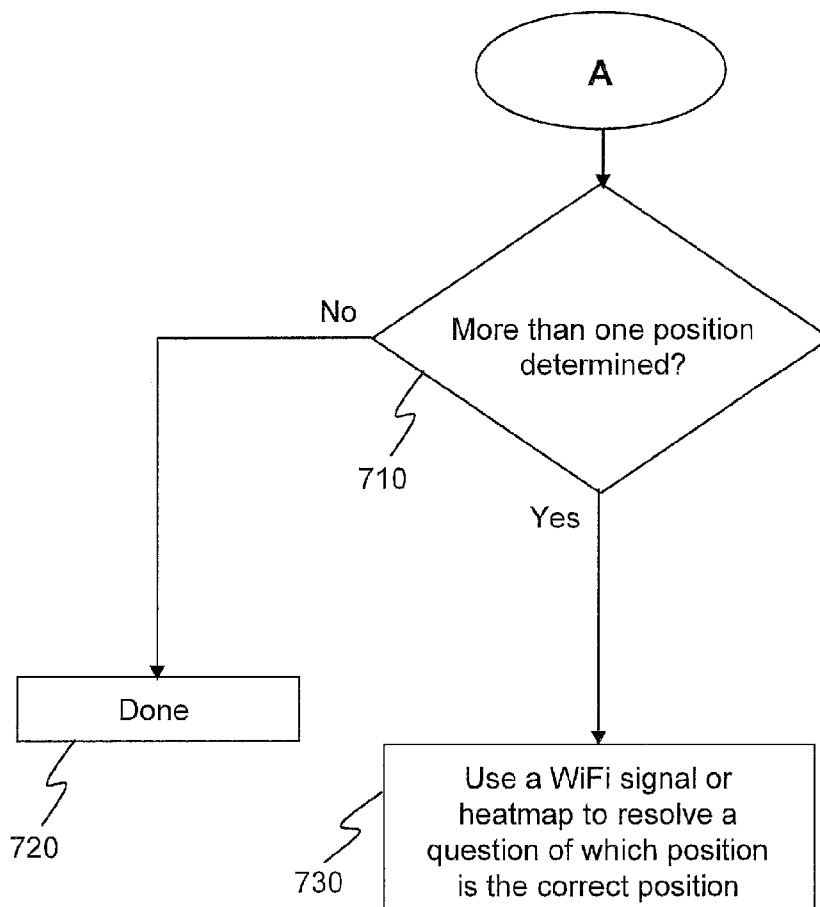 A
More than one position
determined?
No
710
Yes
Done
720
Use a WiFi signal or
heatmap to resolve a
question of which position
is the correct position
730